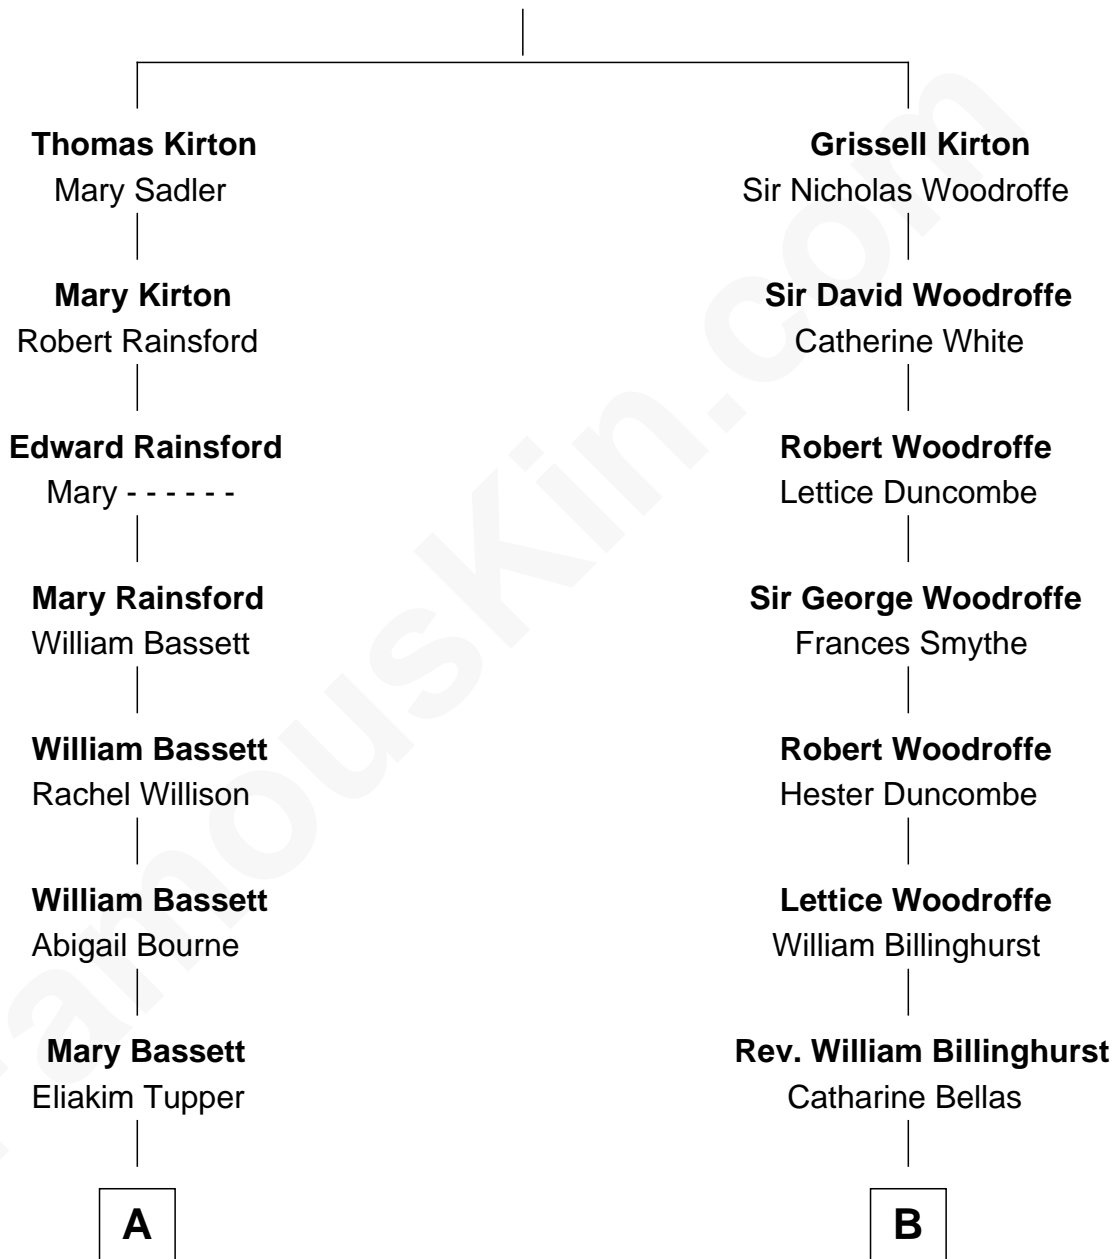 Thomas Kirton
Mary Sadler
Mary Kirton
Robert Rainsford
Edward Rainsford
Mary - - - - - -
Mary Rainsford
William Bassett
William Bassett
Rachel Willison
William Bassett
Abigail Bourne
Mary Bassett
Eliakim Tupper
A
Grissell Kirton
Sir Nicholas Woodroffe
Sir David Woodroffe
Catherine White
Robert Woodroffe
Lettice Duncombe
Sir George Woodroffe
Frances Smythe
Robert Woodroffe
Hester Duncombe
Lettice Woodroffe
William Billinghurst
Rev. William Billinghurst
Catharine Bellas
B
FamousKin.com